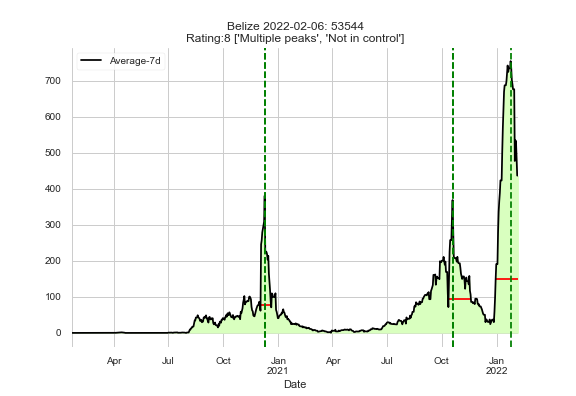 Belize 2022-02-06: 53544
Rating:8 ['Multiple peaks', 'Not in control']
Average-7d
700
600
500
400
300
200
100
0
Apr
Jul
Oct
Jan
2021
Apr
Jul
Oct
Jan
2022
Date